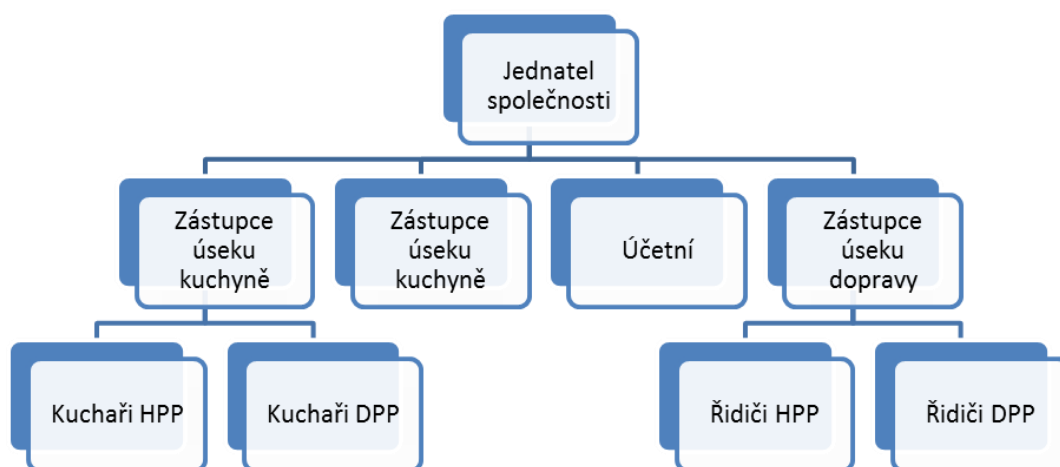 Jednatel
společnosti
Zástupce
úseku
kuchyně
Zástupce
úseku
kuchyně
Účetní
Zástupce
úseku
dopravy
Kuchaři HPP
Kuchaři DPP
Řidiči HPP
Řidiči DPP